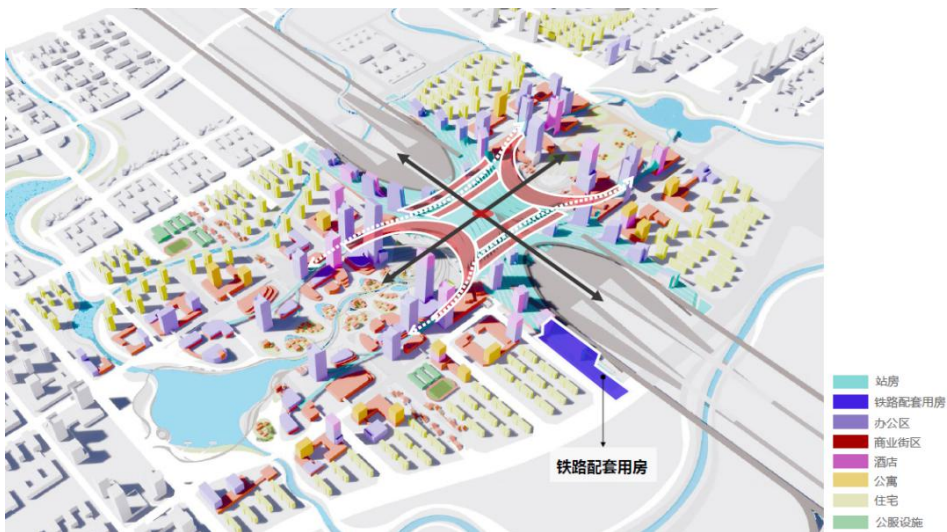 铁路配套用房
站房
铁路配套用房
办公区
商业街区
酒店
公寓
住宅
公服设施